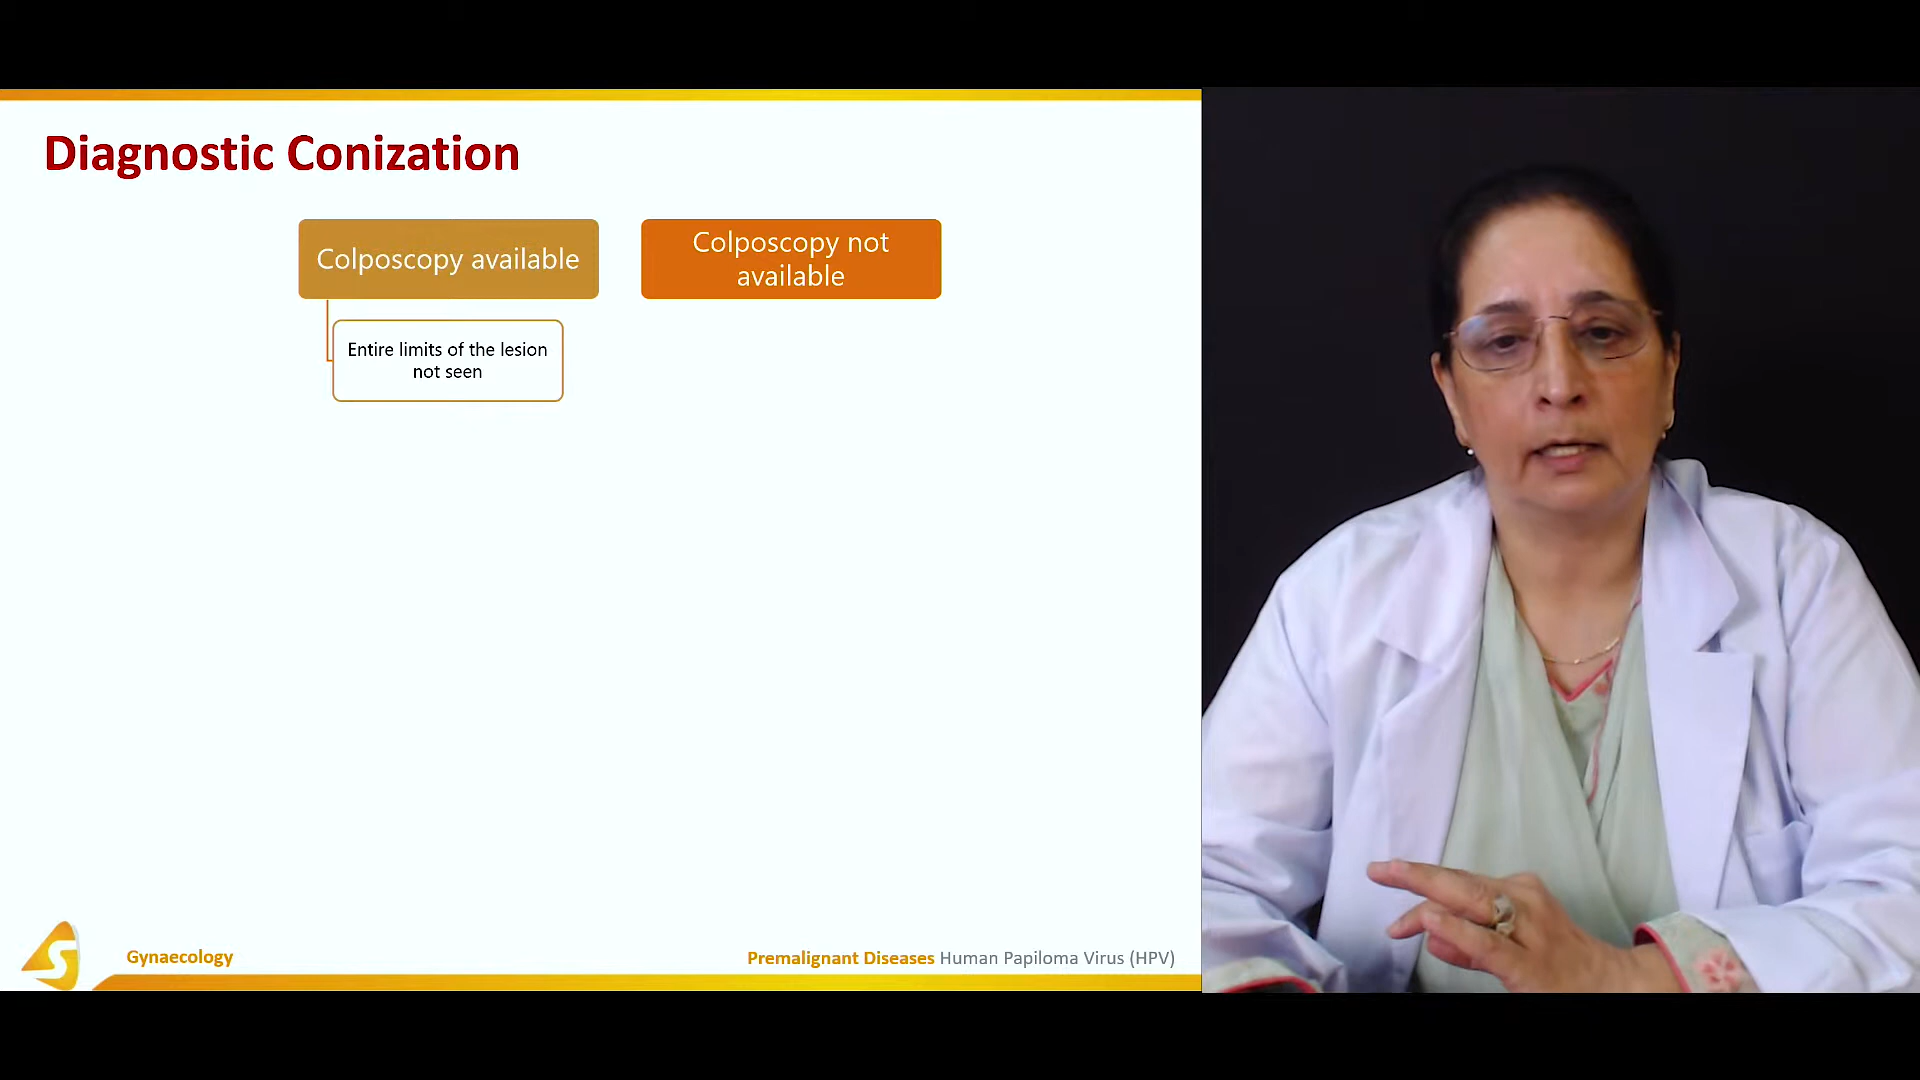 Diagnostic Conization
Colposcopy available
Colposcopy not
available
Entire limits of the lesion
not seen
S
Gynaecology
Premalignant Diseases Human Papiloma Virus (HPV)